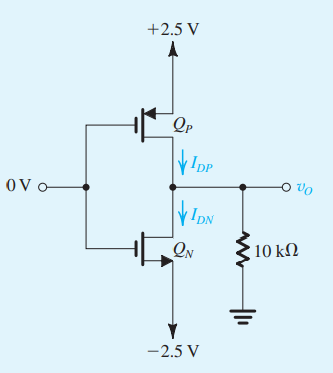 +2.5 V
Q_P
I_DP
0 V
v_O
I_DN
Q_N
10 kΩ
−2.5 V